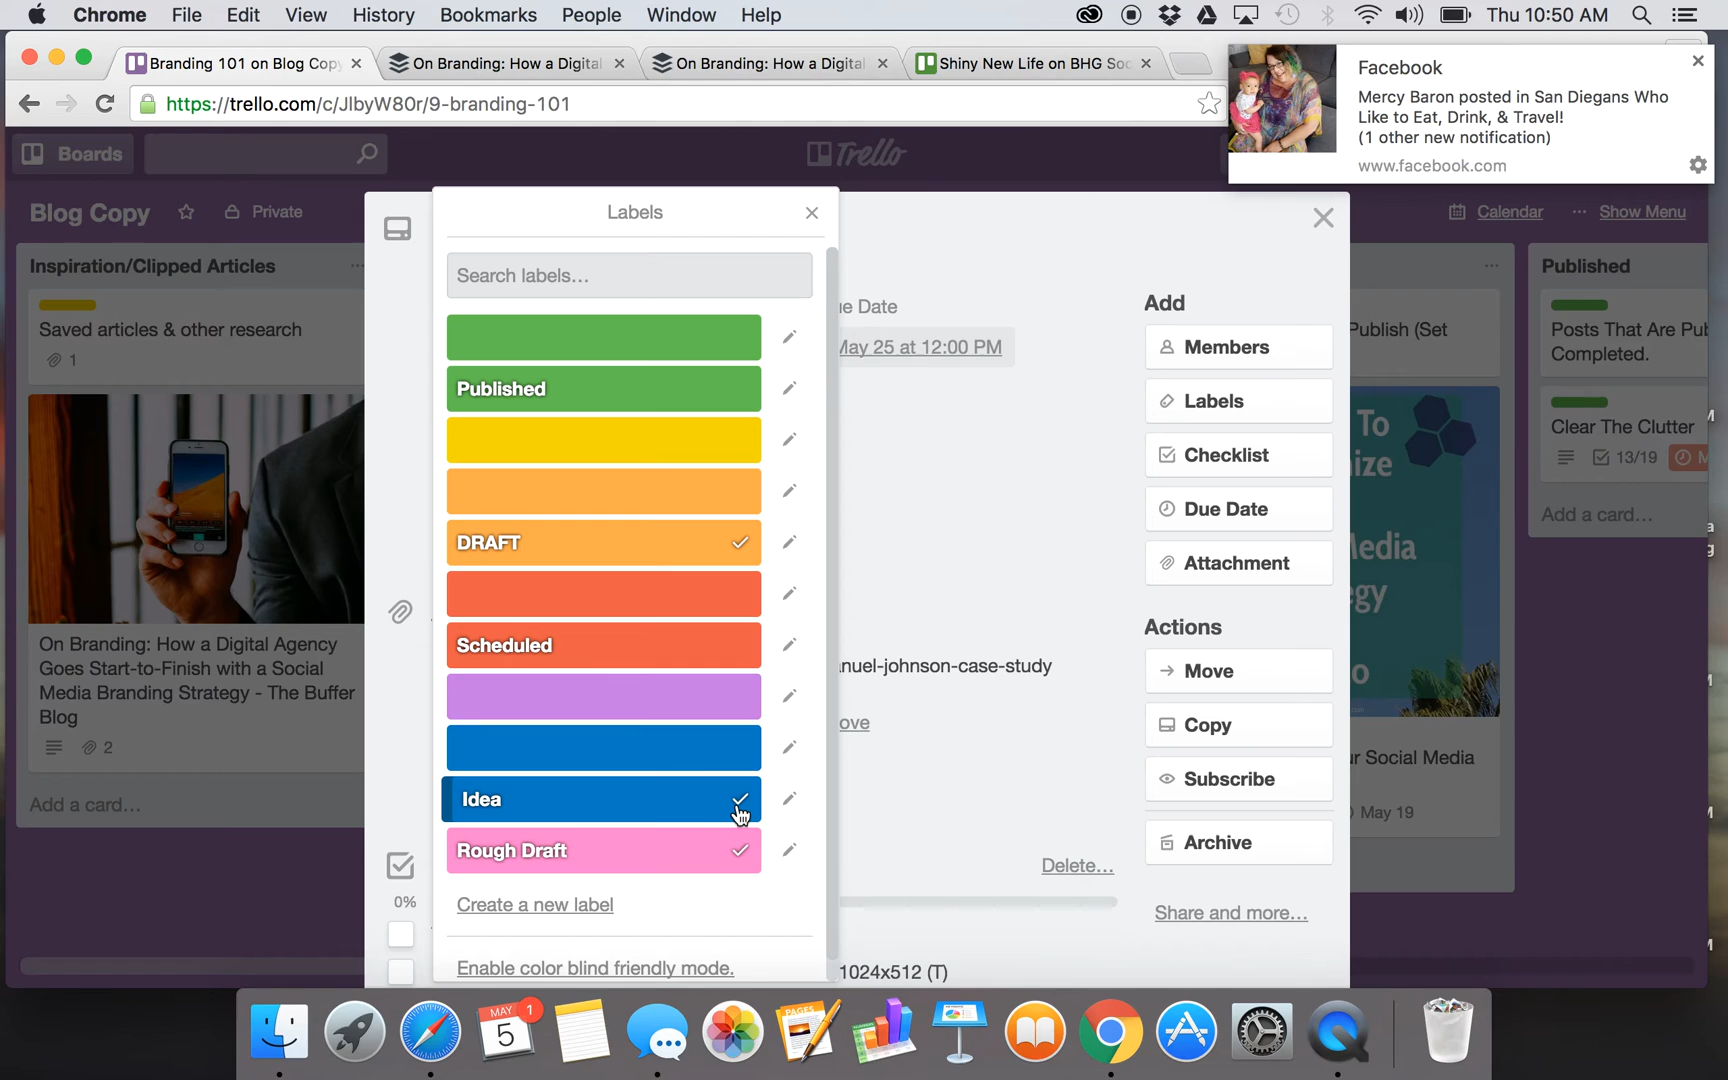 Chrome File Edit View History Bookmarks People Window Help Thu 10:50 AM
Branding 101 on Blog Copy
On Branding: How a Digital
On Branding: How a Digital
Shiny New Life on BHG Soc
https://trello.com/c/JlbyW80r/9-branding-101
Facebook
Mercy Baron posted in San Diegans Who
Like to Eat, Drink, & Travel!
(1 other new notification)
www.facebook.com
Boards
Trello
Blog Copy
Private
Calendar
Show Menu
Inspiration/Clipped Articles
Saved articles & other research
1
On Branding: How a Digital Agency
Goes Start-to-Finish with a Social
Media Branding Strategy - The Buffer
Blog
2
Add a card...
Labels
Search labels...
Published
DRAFT
Scheduled
Idea
Rough Draft
Create a new label
Enable color blind friendly mode.
ue Date
May 25 at 12:00 PM
nuel-johnson-case-study
ove
Delete...
0%
1024x512 (T)
Add
Members
Labels
Checklist
Due Date
Attachment
Actions
Move
Copy
Subscribe
Archive
Share and more...
Publish (Set
To
ize
Media
gy
o
ur Social Media
May 19
Published
Posts That Are Pub
Completed.
Clear The Clutter
13/19
M
Add a card...
MAY
5
1